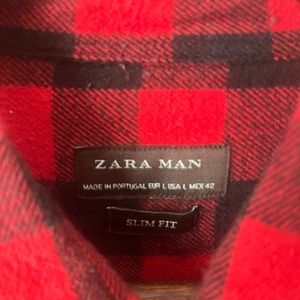 ZARA MAN
MADE IN PORTUGAL EUR L USA L MEX 42
SLIM FIT